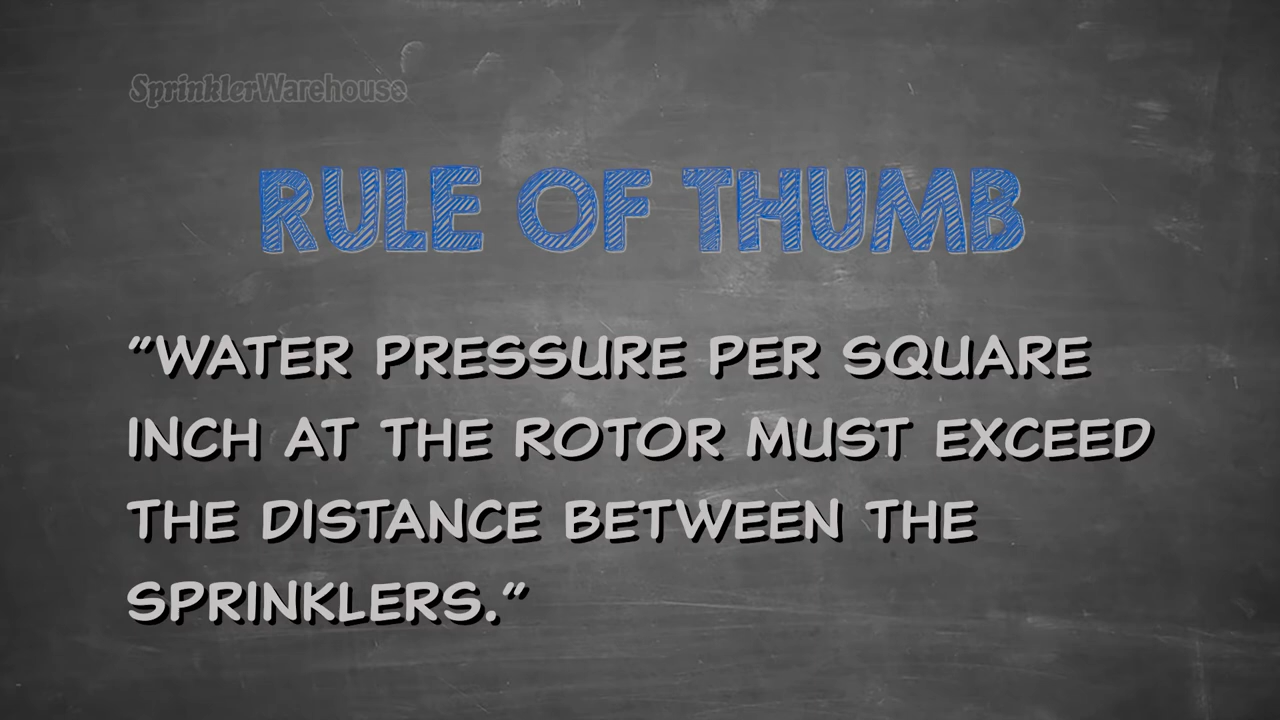 SprinklerWarehouse
RULE OF THUMB
"WATER PRESSURE PER SQUARE
INCH AT THE ROTOR MUST EXCEED
THE DISTANCE BETWEEN THE
SPRINKLERS."